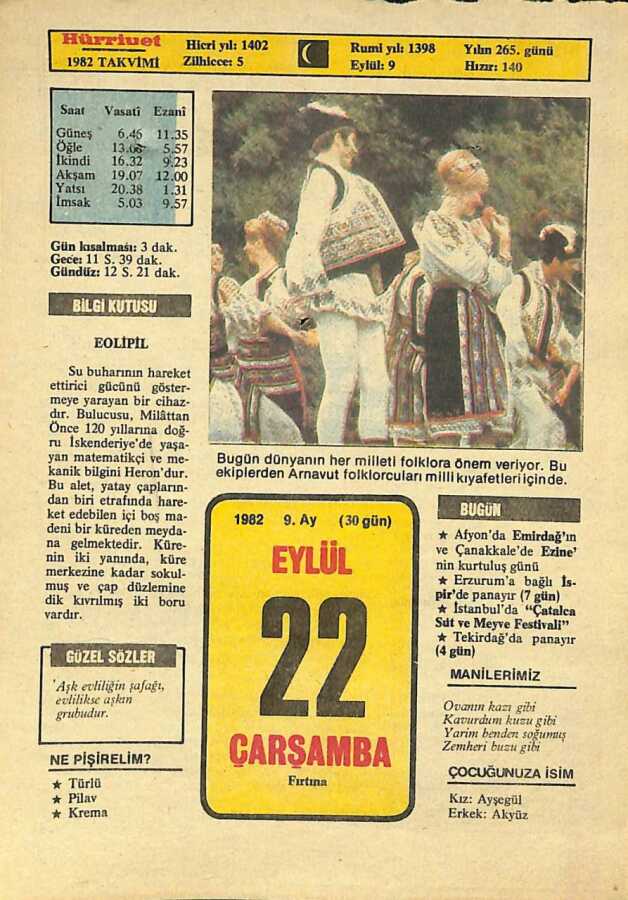 Hürriyet
1982 TAKVİMİ
Hicri yıl: 1402
Zilhicce: 5
Rumi yıl: 1398
Eylül: 9
Yılın 265. günü
Hızır: 140
Saat Vasatî Ezanî
Güneş 6.45 11.35
Öğle 13.06 5.57
İkindi 16.32 9.23
Akşam 19.07 12.00
Yatsı 20.38 1.31
İmsak 5.03 9.57
Gün kısalması: 3 dak.
Gece: 11 S. 39 dak.
Gündüz: 12 S. 21 dak.
BİLGİ KUTUSU
EOLİPİL
Su buharının hareket
ettirici gücünü göster-
meye yarayan bir cihaz-
dır. Bulucusu, Milâttan
Önce 120 yıllarına doğ-
ru İskenderiye'de yaşa-
yan matematikçi ve me-
kanik bilgini Heron'dur.
Bu alet, yatay çapların-
dan biri etrafında hare-
ket edebilen içi boş ma-
deni bir küreden meyda-
na gelmektedir. Küre-
nin iki yanında, küre
merkezine kadar sokul-
muş ve çap düzlemine
dik kıvrılmış iki boru
vardır.
GÜZEL SÖZLER
'Aşk evliliğin şafağı,
evlilikse aşkın
grubudur.
NE PİŞİRELİM?
★ Türlü
★ Pilav
★ Krema
Bugün dünyanın her milleti folklora önem veriyor. Bu
ekiplerden Arnavut folklorcuları milli kıyafetleri içinde.
1982 9. Ay (30 gün)
EYLÜL
22
ÇARŞAMBA
Fırtına
BUGÜN
★ Afyon'da Emirdağ'ın
ve Çanakkale'de Ezine'
nin kurtuluş günü
★ Erzurum'a bağlı İs-
pir'de panayır (7 gün)
★ İstanbul'da "Çatalca
Süt ve Meyve Festivali"
★ Tekirdağ'da panayır
(4 gün)
MANİLERİMİZ
Ovanın kazı gibi
Kavurdum kuzu gibi
Yarim benden soğumuş
Zemheri buzu gibi
ÇOCUĞUNUZA İSİM
Kız: Ayşegül
Erkek: Akyüz